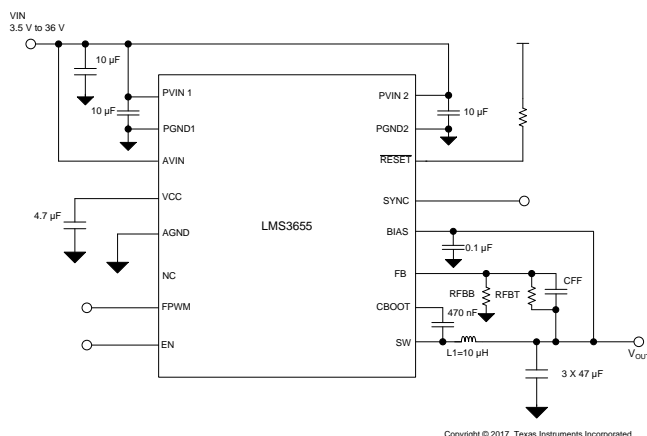 VIN
3.5 V to 36 V
10 µF
10 µF
PVIN 1
PGND1
AVIN
VCC
4.7 µF
AGND
NC
FPWM
EN
LMS3655
PVIN 2
PGND2
10 µF
RESET
SYNC
BIAS
0.1 µF
FB
RFBB
RFBT
CFF
CBOOT
470 nF
SW
L1=10 µH
VOUT
3 X 47 µF
Copyright © 2017, Texas Instruments Incorporated